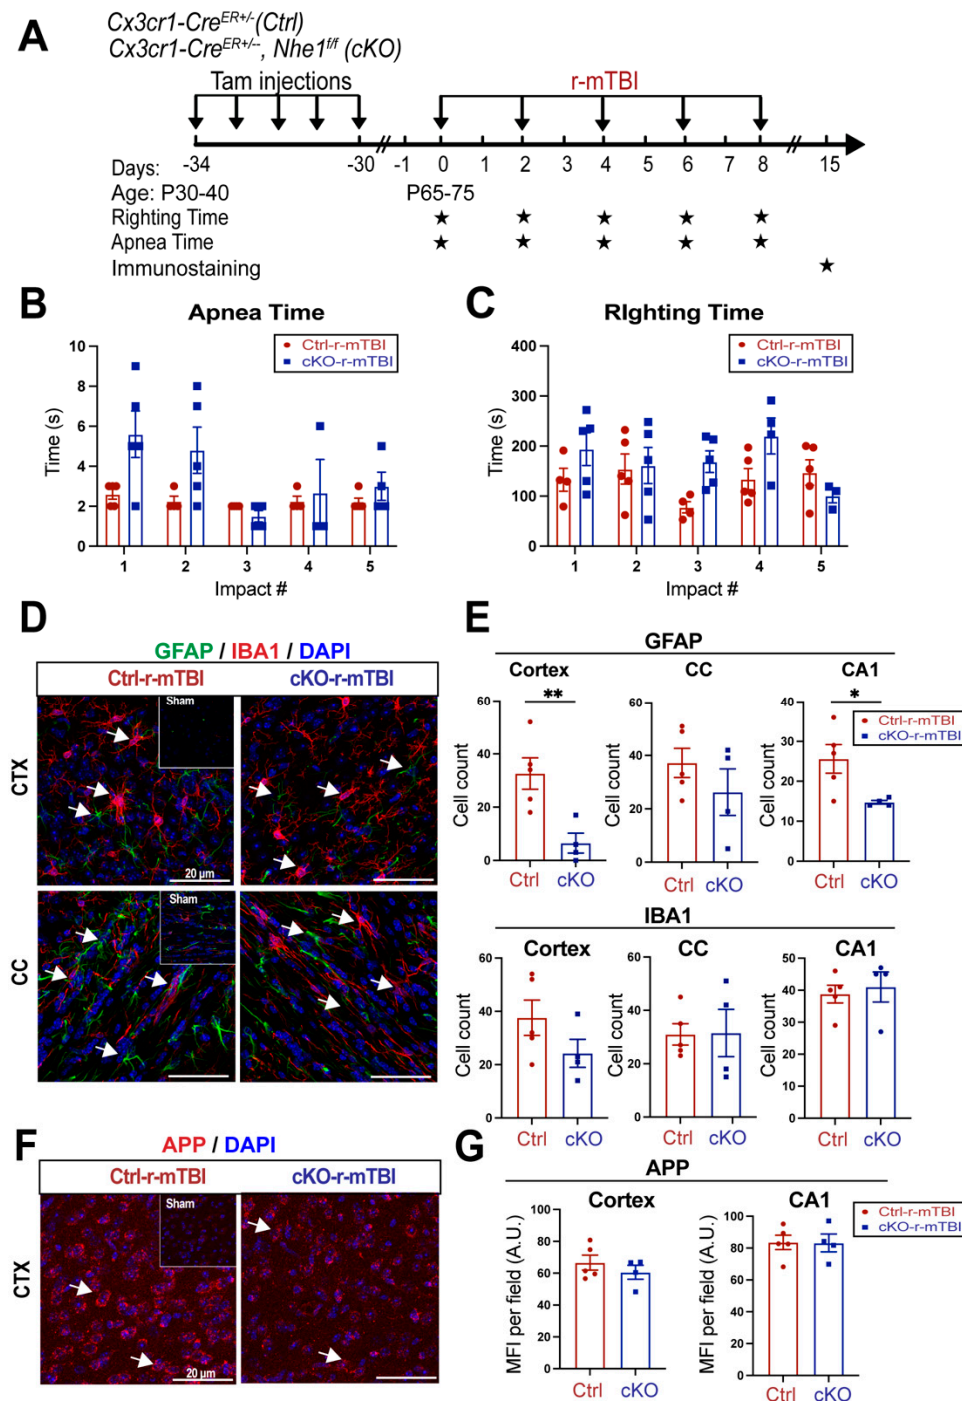 A
Cx3cr1-Cre^ER+/-(Ctrl)
Cx3cr1-Cre^ER+/--, Nhe1^f/f (cKO)
Tam injections
r-mTBI
Days: -34 -30 -1 0 1 2 3 4 5 6 7 8 15
Age: P30-40 P65-75
Righting Time ★ ★ ★ ★ ★
Apnea Time ★ ★ ★ ★ ★
Immunostaining ★
B
Apnea Time
Ctrl-r-mTBI
cKO-r-mTBI
Time (s)
10
8
6
4
2
0
1 2 3 4 5
Impact #
C
RIghting Time
Ctrl-r-mTBI
cKO-r-mTBI
Time (s)
400
300
200
100
0
1 2 3 4 5
Impact #
D
GFAP / IBA1 / DAPI
Ctrl-r-mTBI cKO-r-mTBI
CTX
Sham
20 µm
CC
Sham
E
GFAP
Cortex
**
Cell count
60
40
20
0
Ctrl cKO
CC
Cell count
60
40
20
0
Ctrl cKO
CA1
*
Ctrl-r-mTBI
cKO-r-mTBI
Cell count
40
30
20
10
0
Ctrl cKO
IBA1
Cortex
Cell count
60
40
20
0
Ctrl cKO
CC
Cell count
60
40
20
0
Ctrl cKO
CA1
Cell count
50
40
30
20
10
0
Ctrl cKO
F
APP / DAPI
Ctrl-r-mTBI cKO-r-mTBI
CTX
Sham
20 µm
G
APP
Cortex
MFI per field (A.U.)
100
80
60
40
20
0
Ctrl cKO
CA1
Ctrl-r-mTBI
cKO-r-mTBI
MFI per field (A.U.)
100
80
60
40
20
0
Ctrl cKO